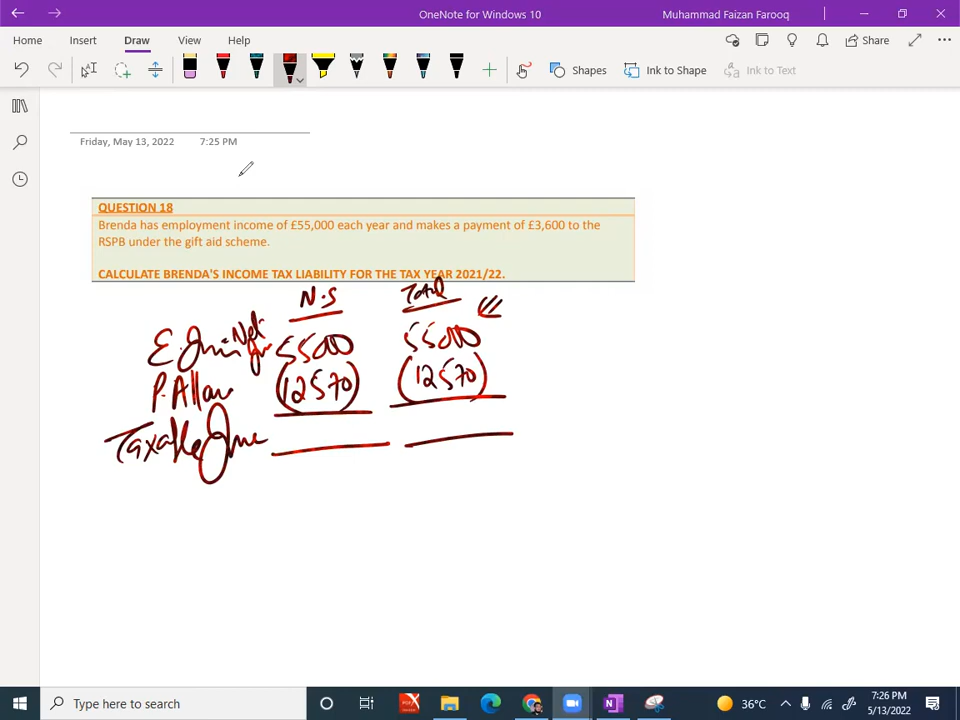 OneNote for Windows 10
Muhammad Faizan Farooq
Home Insert Draw View Help
Share
Shapes Ink to Shape Ink to Text
Friday, May 13, 2022 7:25 PM
QUESTION 18
Brenda has employment income of £55,000 each year and makes a payment of £3,600 to the
RSPB under the gift aid scheme.
CALCULATE BRENDA'S INCOME TAX LIABILITY FOR THE TAX YEAR 2021/22.
N.S Total
55000 55000
P.Allow (12570) (12570)
Taxable
Type here to search
36°C
7:26 PM
5/13/2022